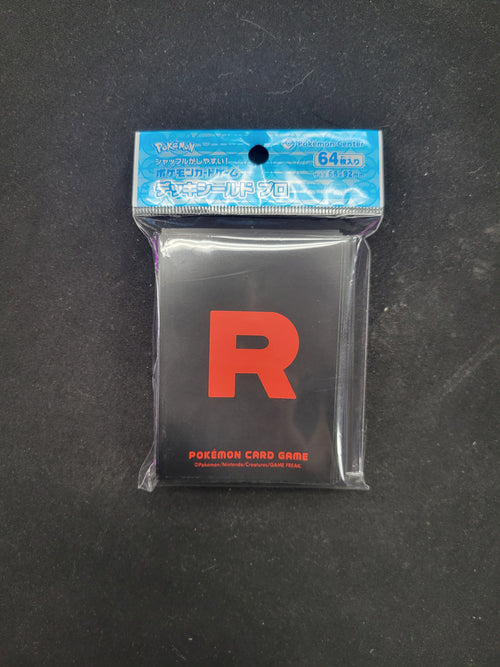 Pokémon
Pokémon Center
シャッフルがしやすい!
64枚入り
ポケモンカードゲーム
デッキシールド プロ
R
POKÉMON CARD GAME
©Pokémon/Nintendo/Creatures/GAME FREAK.